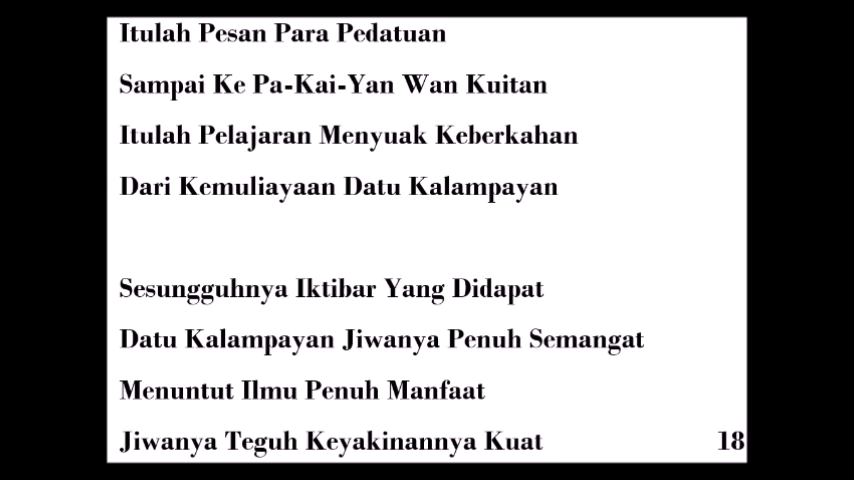 Itulah Pesan Para Pedatuan
Sampai Ke Pa-Kai-Yan Wan Kuitan
Itulah Pelajaran Menyuak Keberkahan
Dari Kemuliayaan Datu Kalampayan
Sesungguhnya Iktibar Yang Didapat
Datu Kalampayan Jiwanya Penuh Semangat
Menuntut Ilmu Penuh Manfaat
Jiwanya Teguh Keyakinannya Kuat
18